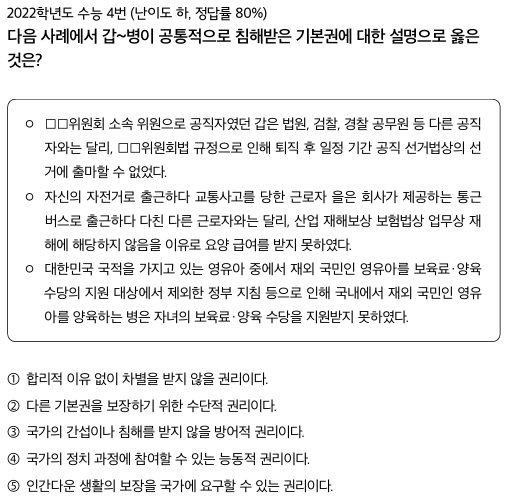 2022학년도 수능 4번 (난이도 하, 정답률 80%)
다음 사례에서 갑~병이 공통적으로 침해받은 기본권에 대한 설명으로 옳은
것은?
○ □□위원회 소속 위원으로 공직자였던 갑은 법원, 검찰, 경찰 공무원 등 다른 공직
자와는 달리, □□위원회법 규정으로 인해 퇴직 후 일정 기간 공직 선거법상의 선
거에 출마할 수 없었다.
○ 자신의 자전거로 출근하다 교통사고를 당한 근로자 을은 회사가 제공하는 통근
버스로 출근하다 다친 다른 근로자와는 달리, 산업 재해보상 보험법상 업무상 재
해에 해당하지 않음을 이유로 요양 급여를 받지 못하였다.
○ 대한민국 국적을 가지고 있는 영유아 중에서 재외 국민인 영유아를 보육료·양육
수당의 지원 대상에서 제외한 정부 지침 등으로 인해 국내에서 재외 국민인 영유
아를 양육하는 병은 자녀의 보육료·양육 수당을 지원받지 못하였다.
① 합리적 이유 없이 차별을 받지 않을 권리이다.
② 다른 기본권을 보장하기 위한 수단적 권리이다.
③ 국가의 간섭이나 침해를 받지 않을 방어적 권리이다.
④ 국가의 정치 과정에 참여할 수 있는 능동적 권리이다.
⑤ 인간다운 생활의 보장을 국가에 요구할 수 있는 권리이다.